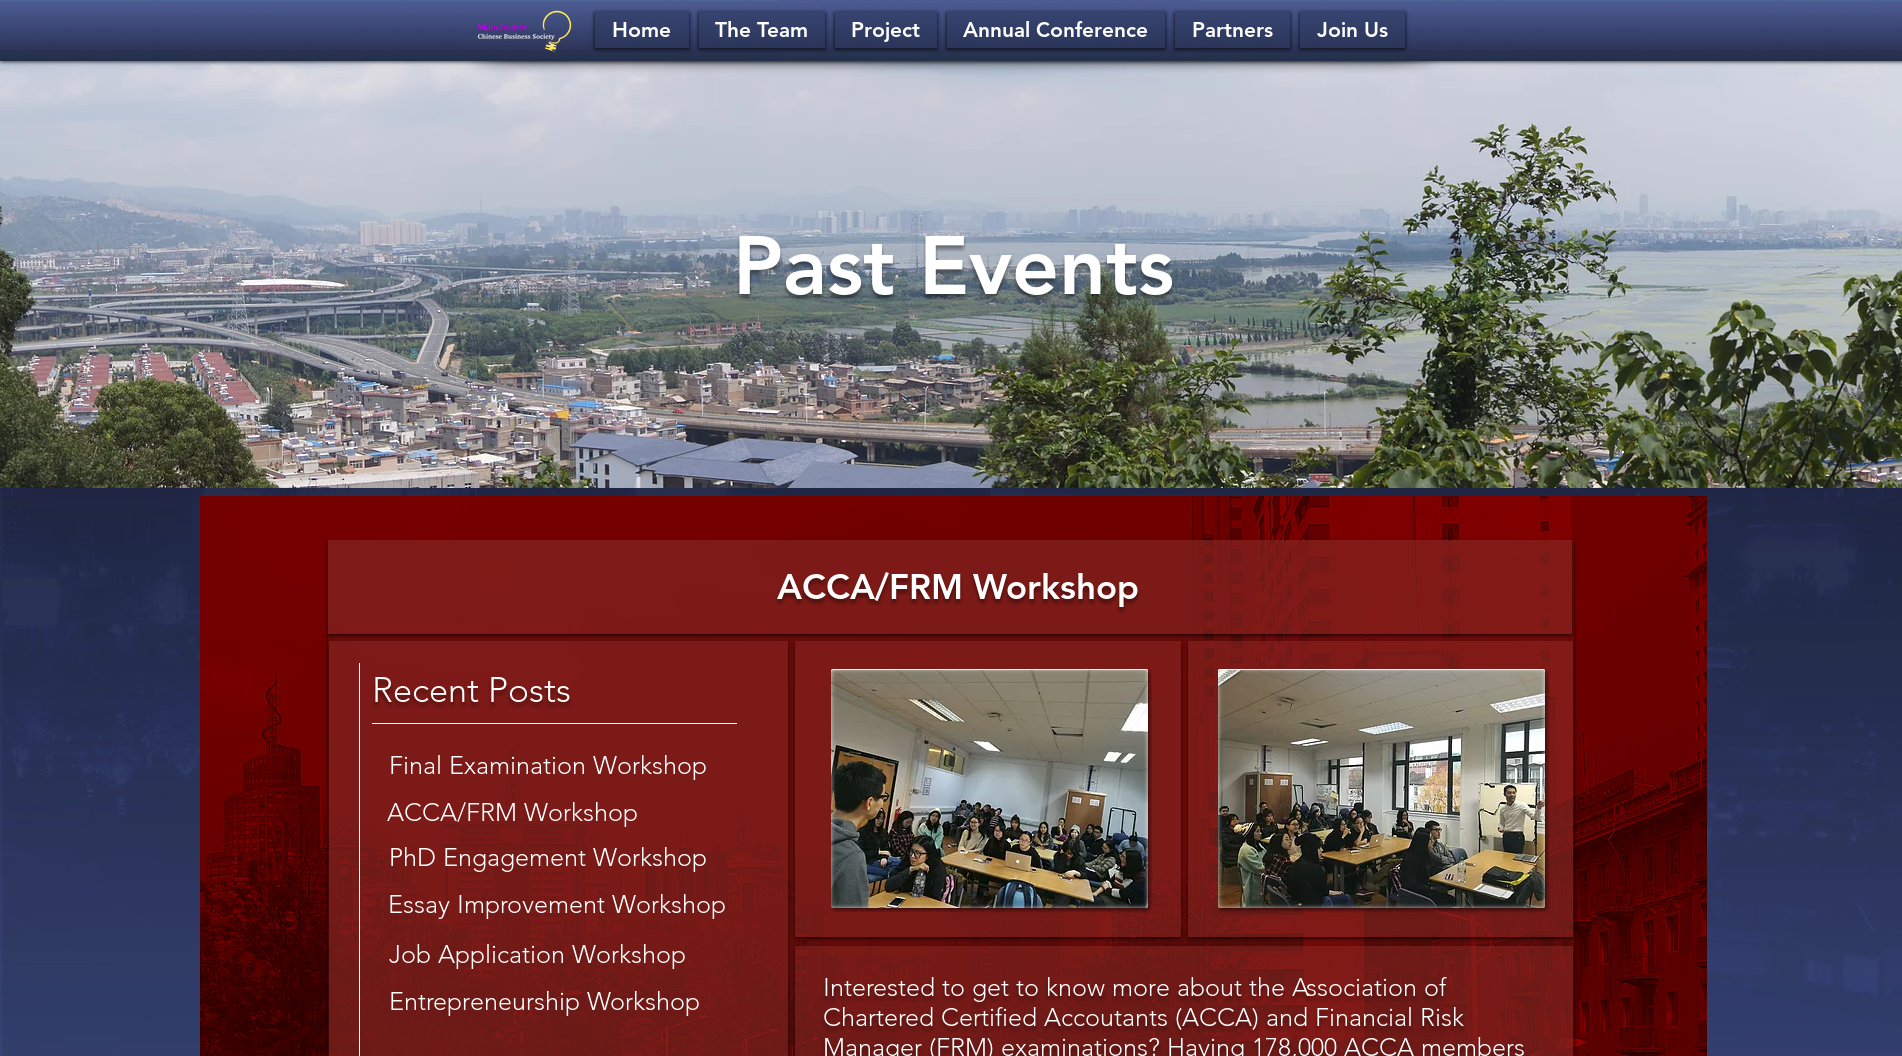 Manchester
Chinese Business Society
Home
The Team
Project
Annual Conference
Partners
Join Us
Past Events
ACCA/FRM Workshop
Recent Posts
Final Examination Workshop
ACCA/FRM Workshop
PhD Engagement Workshop
Essay Improvement Workshop
Job Application Workshop
Entrepreneurship Workshop
Interested to get to know more about the Association of
Chartered Certified Accoutants (ACCA) and Financial Risk
Manager (FRM) examinations? Having 178,000 ACCA members